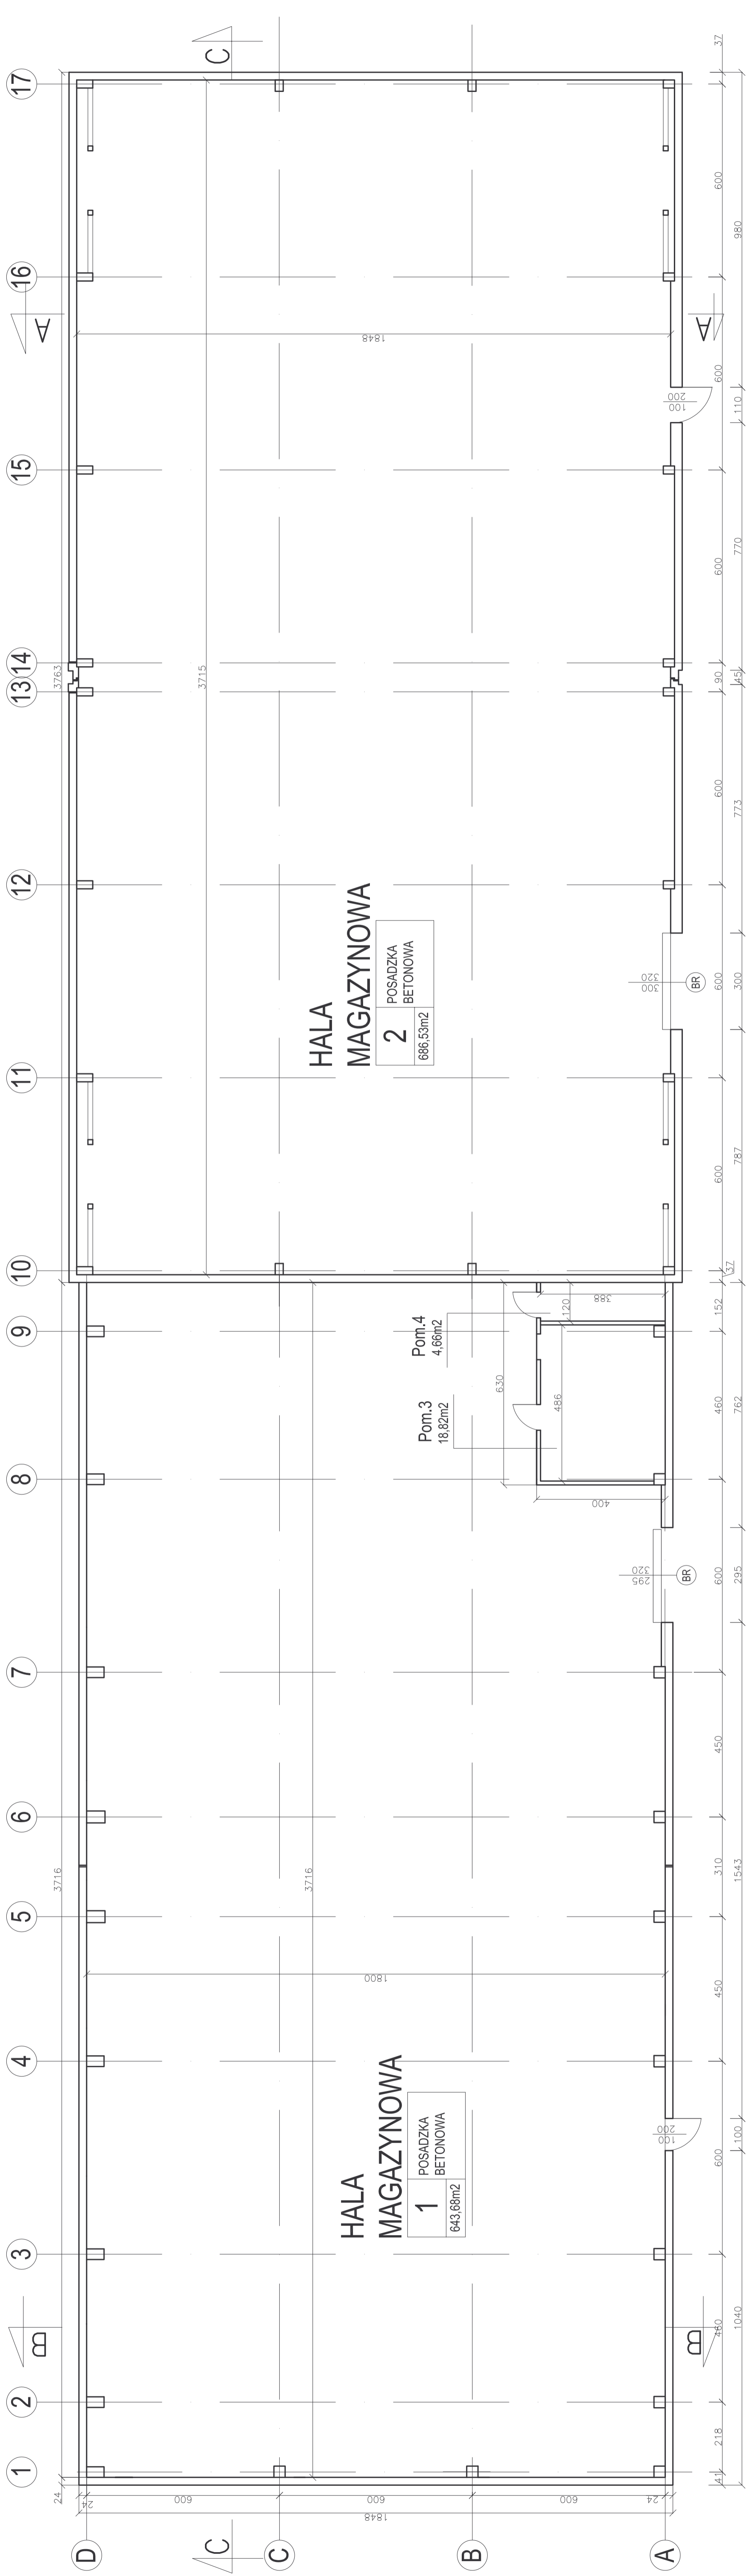 1
2
3
4
5
6
7
8
9
10
11
12
13
14
15
16
17
B
B
A
A
C
C
D
C
B
A
24
3716
3763
HALA
MAGAZYNOWA
1
POSADZKA
BETONOWA
643,68m2
HALA
MAGAZYNOWA
2
POSADZKA
BETONOWA
686,53m2
Pom.3
18,82m2
Pom.4
4,66m2
3716
3715
1800
1848
630
486
400
120
388
24
600
600
600
24
1848
100
200
295
320
BR
300
320
BR
100
200
41
218
460
600
450
310
450
600
460
152
37
600
600
600
90
600
600
600
37
1040
100
1543
295
762
787
300
773
45
770
110
980